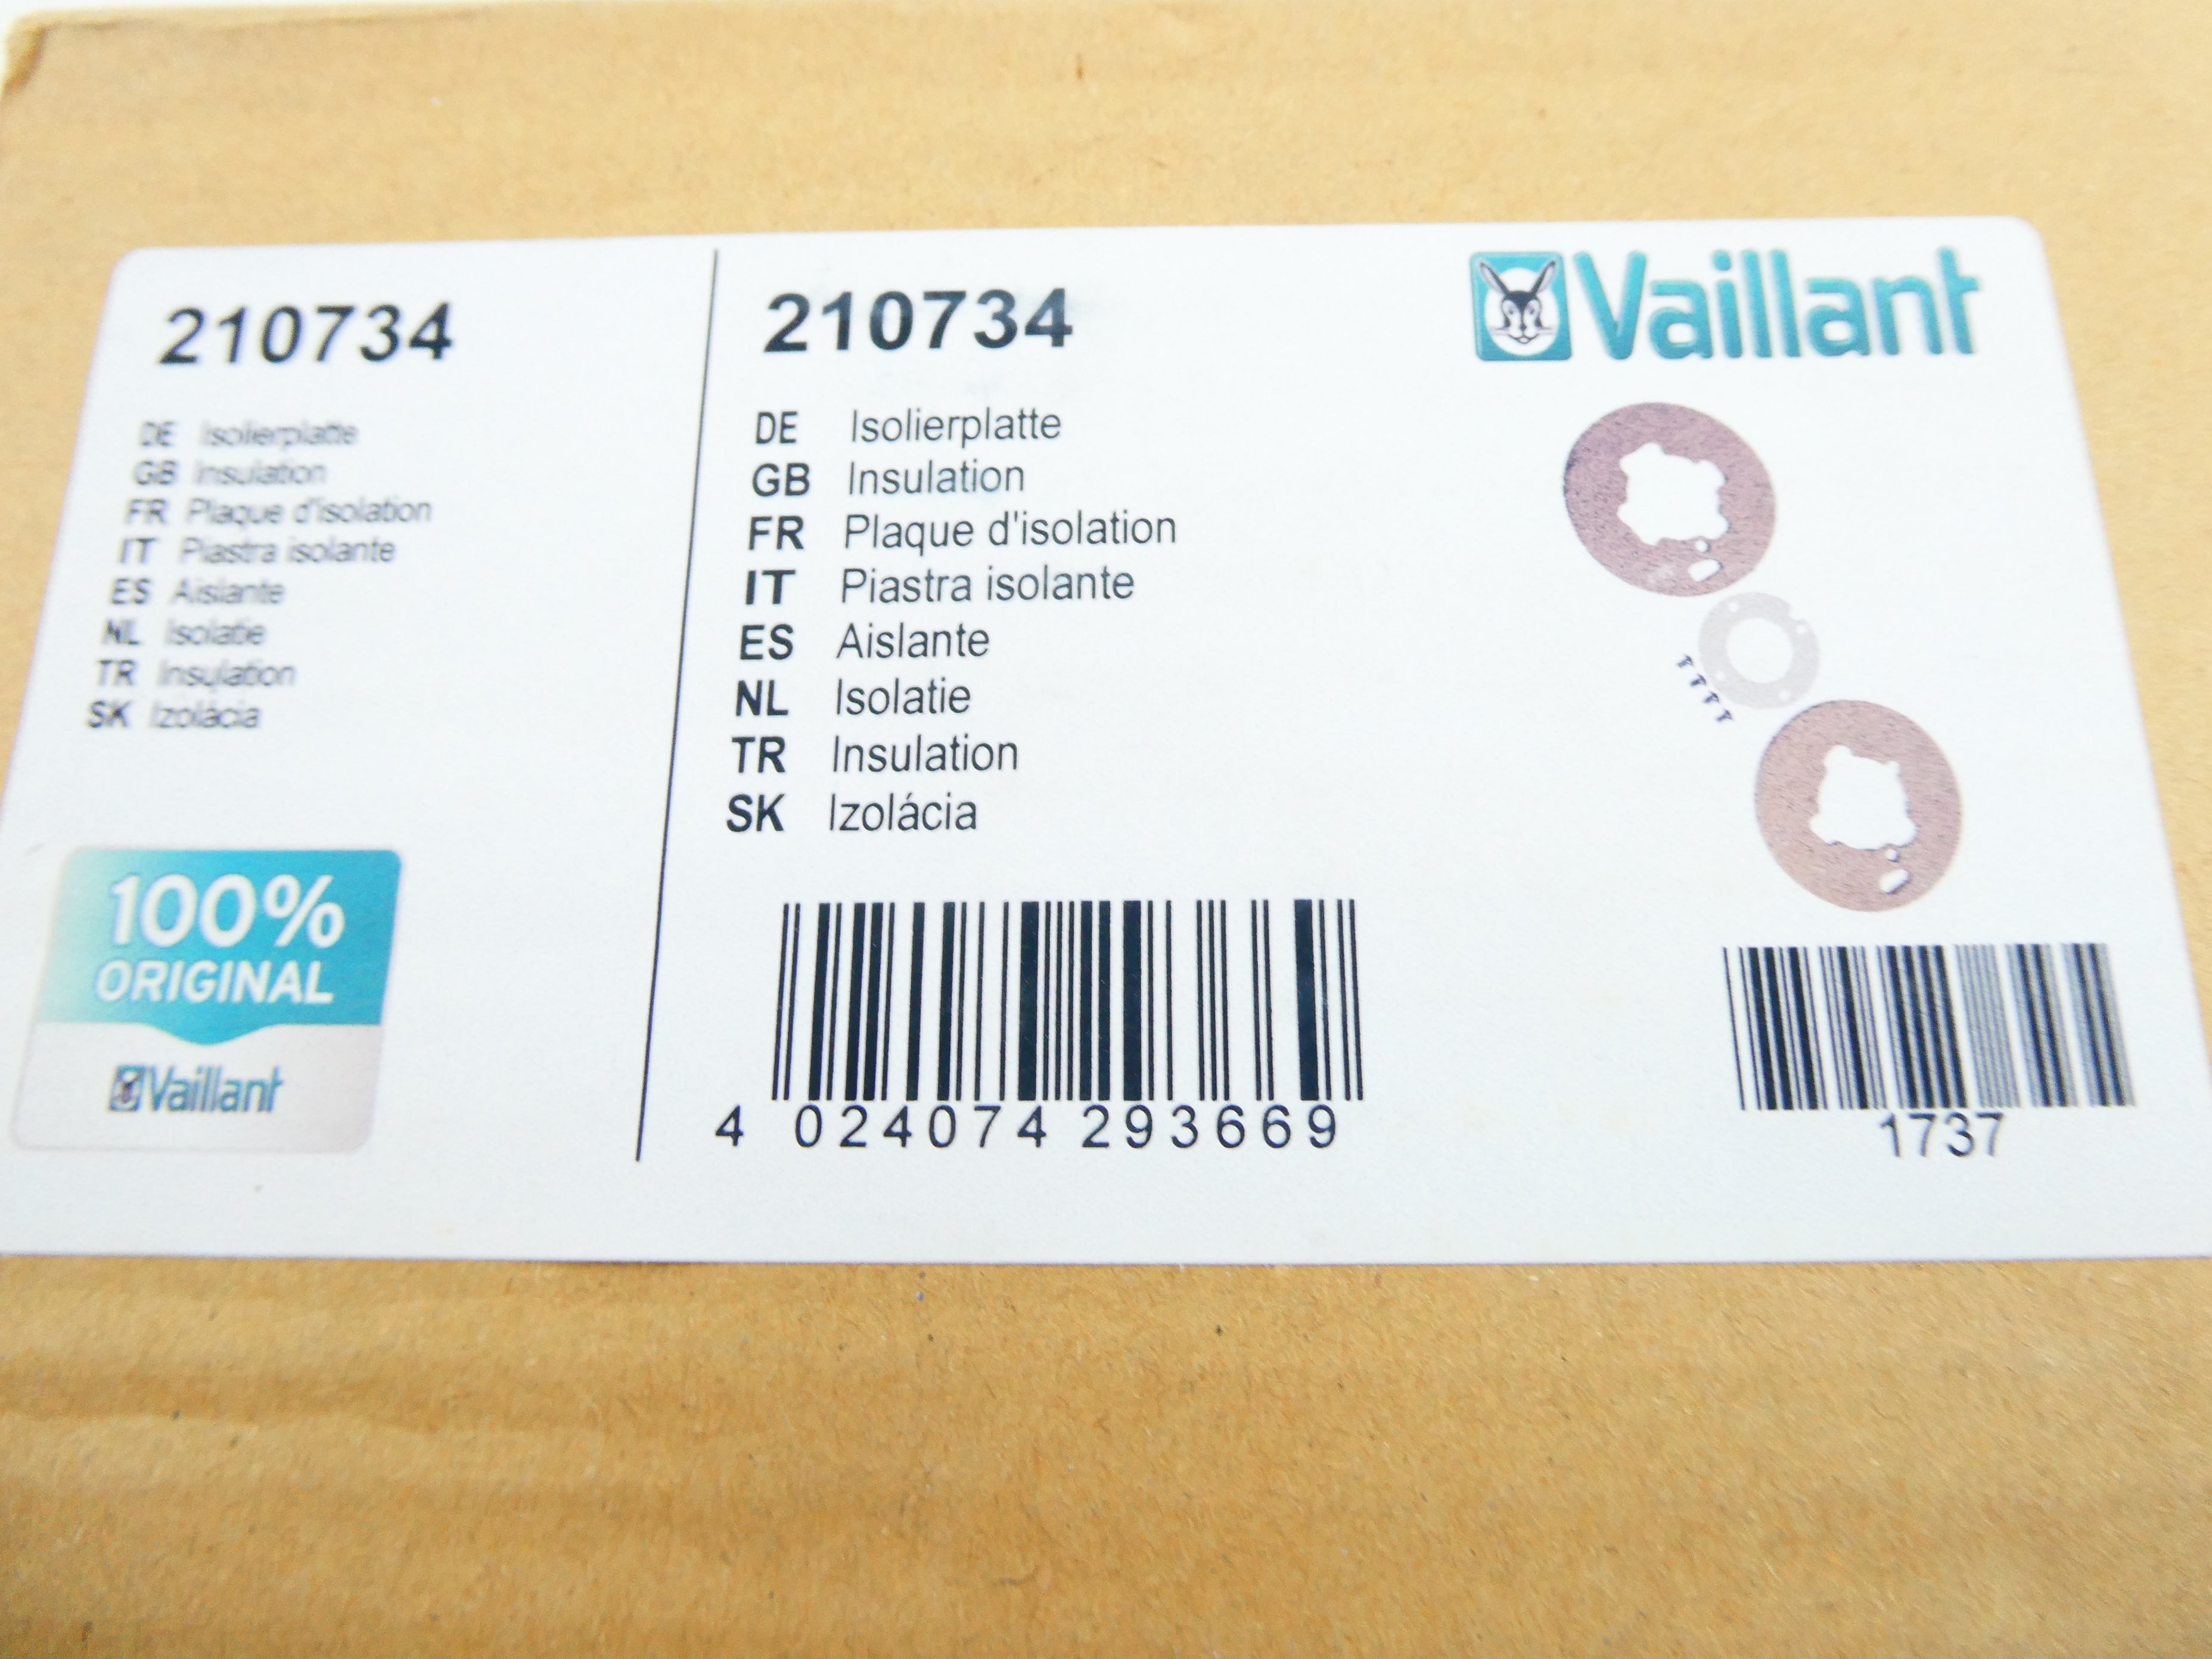 210734
DE Isolierplatte
GB Insulation
FR Plaque d'isolation
IT Piastra isolante
ES Aislante
NL Isolatie
TR Insulation
SK Izolácia
100%
ORIGINAL
Vaillant
210734
DE Isolierplatte
GB Insulation
FR Plaque d'isolation
IT Piastra isolante
ES Aislante
NL Isolatie
TR Insulation
SK Izolácia
4 024074 293669
Vaillant
1737